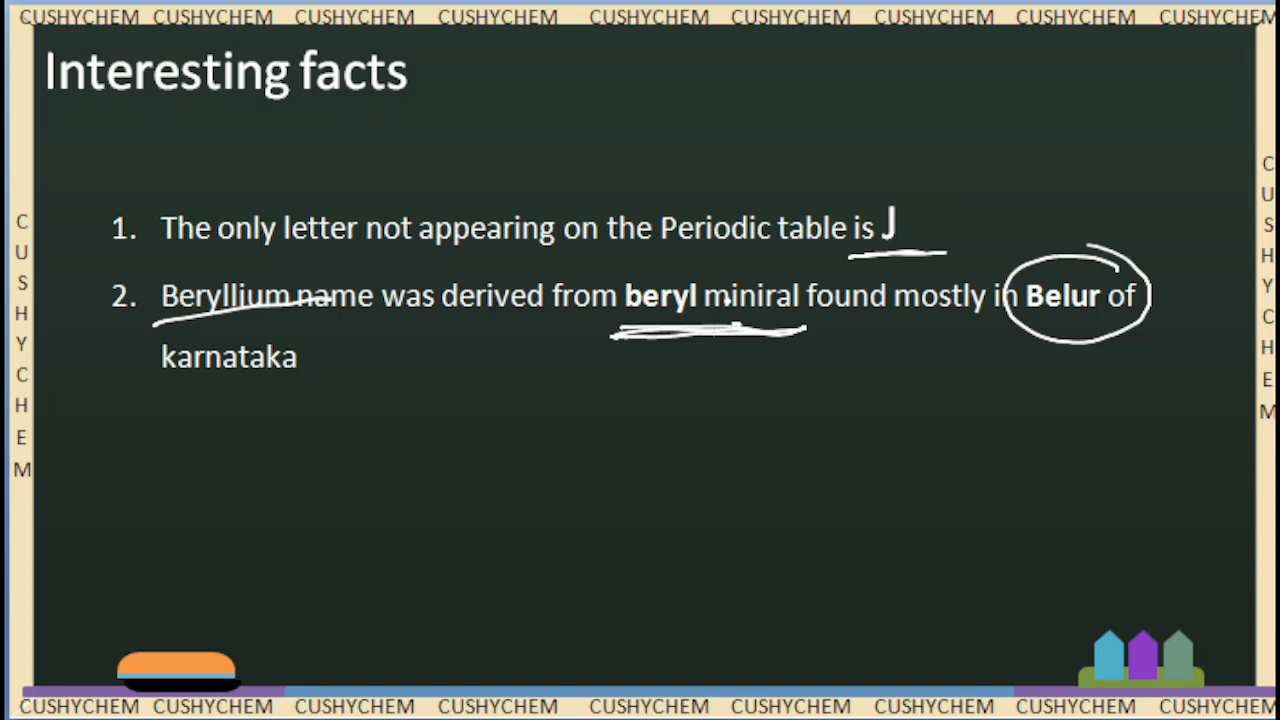 CUSHYCHEM CUSHYCHEM CUSHYCHEM CUSHYCHEM CUSHYCHEM CUSHYCHEM CUSHYCHEM CUSHYCHEM CUSHYCHEM
Interesting facts
1. The only letter not appearing on the Periodic table is J
2. Beryllium name was derived from beryl miniral found mostly in Belur of
karnataka
C
U
S
H
Y
C
H
E
M
C
U
S
H
Y
C
H
E
M
CUSHYCHEM CUSHYCHEM CUSHYCHEM CUSHYCHEM CUSHYCHEM CUSHYCHEM CUSHYCHEM CUSHYCHEM CUSHYCHEM